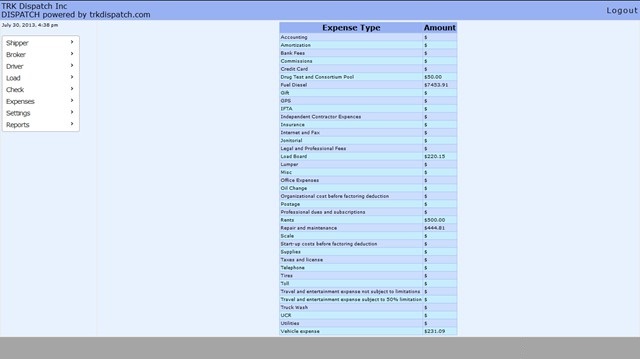 TRK Dispatch Inc
DISPATCH powered by trkdispatch.com
Logout
July 30, 2013, 4:38 pm
Shipper ›
Broker ›
Driver ›
Load ›
Check ›
Expenses ›
Settings ›
Reports ›
Expense Type Amount
Accounting $
Amortization $
Bank Fees $
Commissions $
Credit Card $
Drug Test and Consortium Pool $50.00
Fuel Diesel $7453.91
Gift $
GPS $
IFTA $
Independent Contractor Expences $
Insurance $
Internet and Fax $
Janitorial $
Legal and Professional Fees $
Load Board $220.15
Lumper $
Misc $
Office Expenses $
Oil Change $
Organizational cost before factoring deduction $
Postage $
Professional dues and subscriptions $
Rents $500.00
Repair and maintenance $444.81
Scale $
Start-up costs before factoring deduction $
Supplies $
Taxes and license $
Telephone $
Tires $
Toll $
Travel and entertainment expense not subject to limitations $
Travel and entertainment expense subject to 50% limitation $
Truck Wash $
UCR $
Utilities $
Vehicle expense $231.09